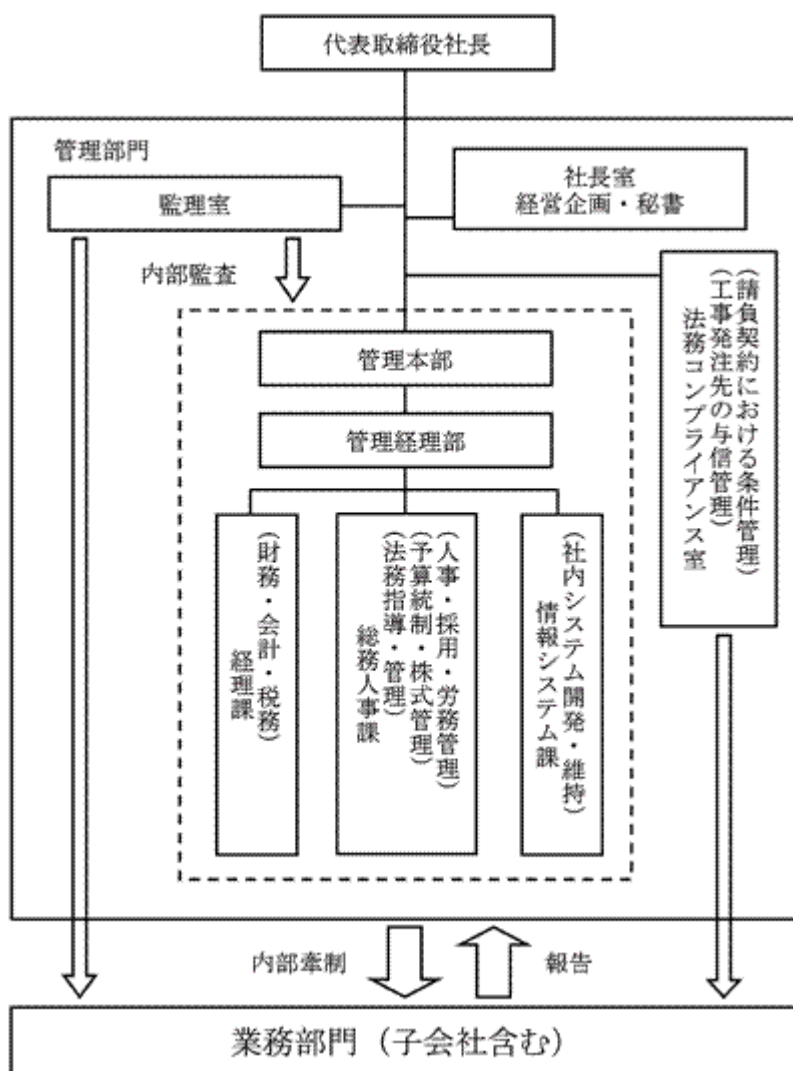 代表取締役社長
管理部門
監理室
社長室
経営企画・秘書
内部監査
法務コンプライアンス室
(工事発注先の与信管理)
(請負契約における条件管理)
管理本部
管理経理部
経理課
(財務・会計・税務)
総務人事課
(法務指導・管理)
(予算統制・株式管理)
(人事・採用・労務管理)
情報システム課
(社内システム開発・維持)
内部牽制
報告
業務部門(子会社含む)